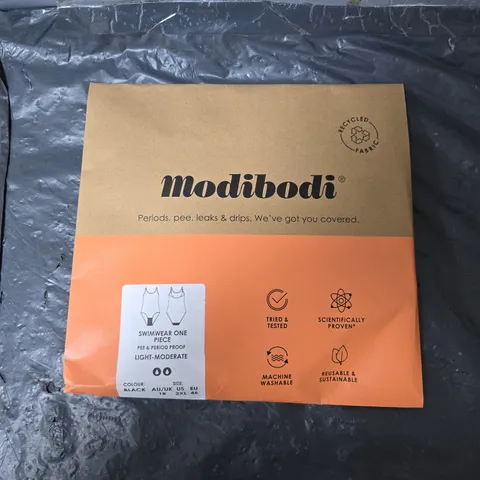 RECYCLED
FABRIC
modibodi®
Periods, pee, leaks & drips. We've got you covered.
TRIED &
TESTED
SCIENTIFICALLY
PROVEN*
MACHINE
WASHABLE
REUSABLE &
SUSTAINABLE
SWIMWEAR ONE
PIECE
PEE & PERIOD PROOF
LIGHT-MODERATE
COLOUR: SIZE:
BLACK AU/UK US EU
18 2XL 46